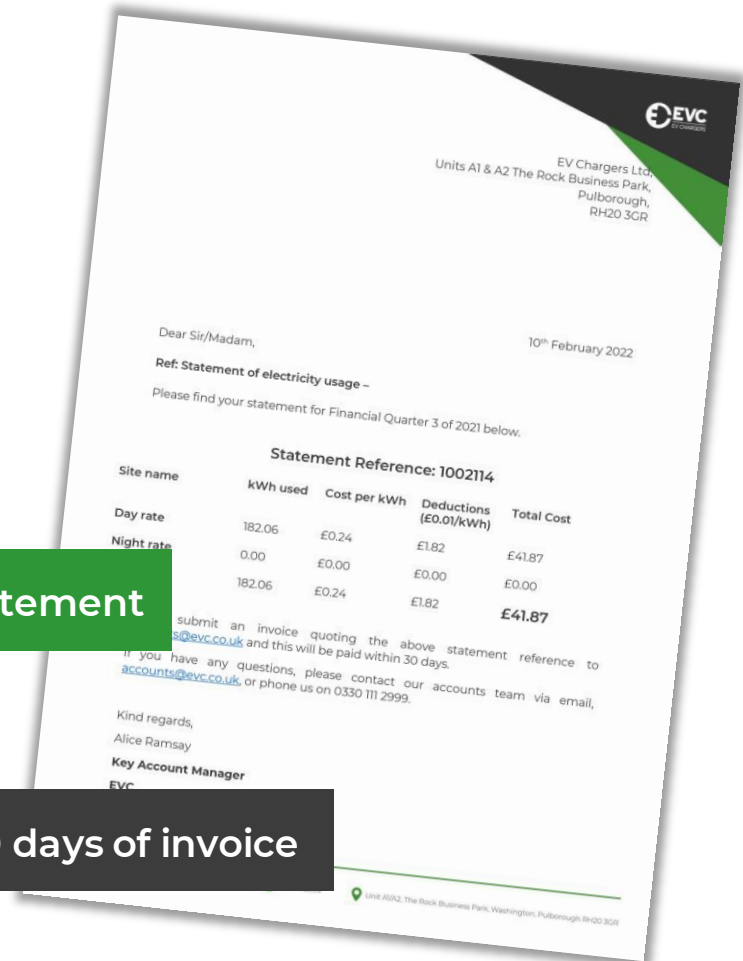 EVC
EV CHARGERS
EV Chargers Ltd,
Units A1 & A2 The Rock Business Park,
Pulborough,
RH20 3GR
Dear Sir/Madam,
10th February 2022
Ref: Statement of electricity usage –
Please find your statement for Financial Quarter 3 of 2021 below.
Statement Reference: 1002114
Site name kWh used Cost per kWh Deductions (£0.01/kWh) Total Cost
Day rate 182.06 £0.24 £1.82 £41.87
Night rate 0.00 £0.00 £0.00 £0.00
182.06 £0.24 £1.82 £41.87
tement
submit an invoice quoting the above statement reference to
s@evc.co.uk and this will be paid within 30 days.
If you have any questions, please contact our accounts team via email,
accounts@evc.co.uk, or phone us on 0330 111 2999.
Kind regards,
Alice Ramsay
Key Account Manager
EVC
days of invoice
Unit A1/A2, The Rock Business Park, Washington, Pulborough RH20 3GR